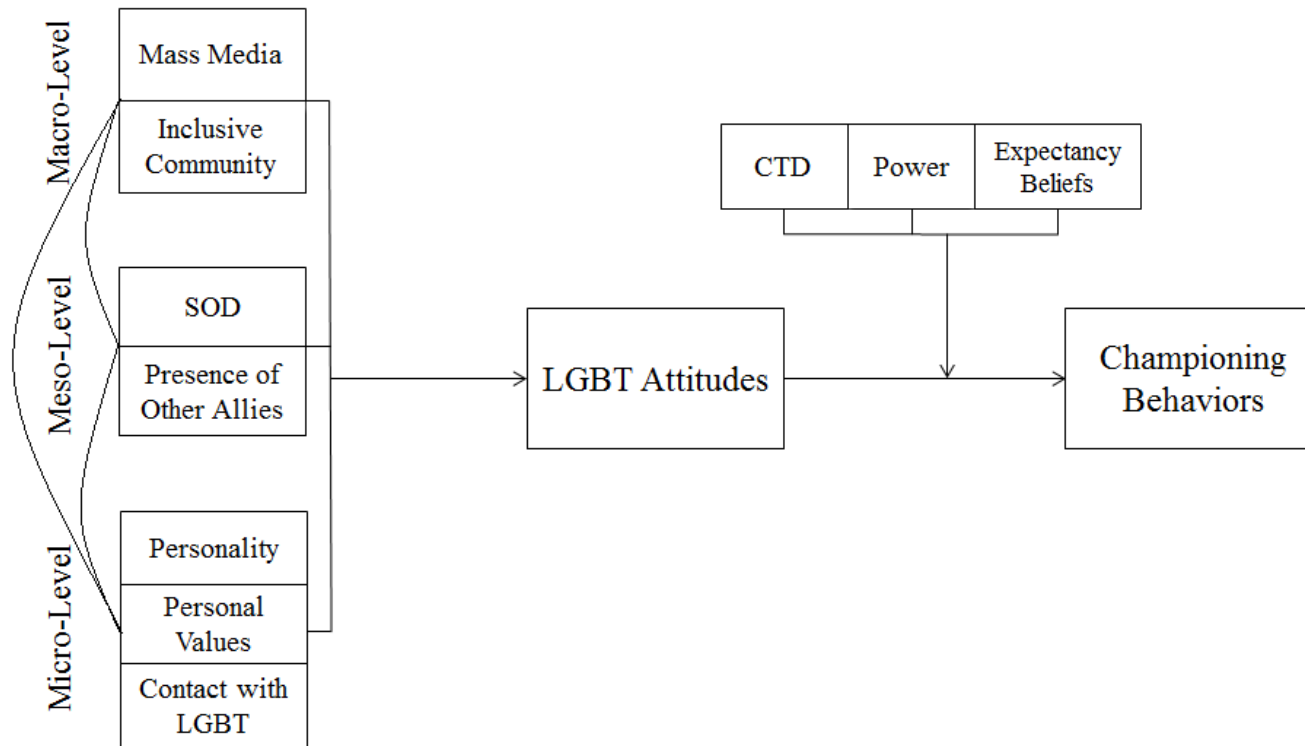 Macro-Level
Mass Media
Inclusive
Community
Meso-Level
SOD
Presence of
Other Allies
Micro-Level
Personality
Personal
Values
Contact with
LGBT
LGBT Attitudes
CTD
Power
Expectancy
Beliefs
Championing
Behaviors